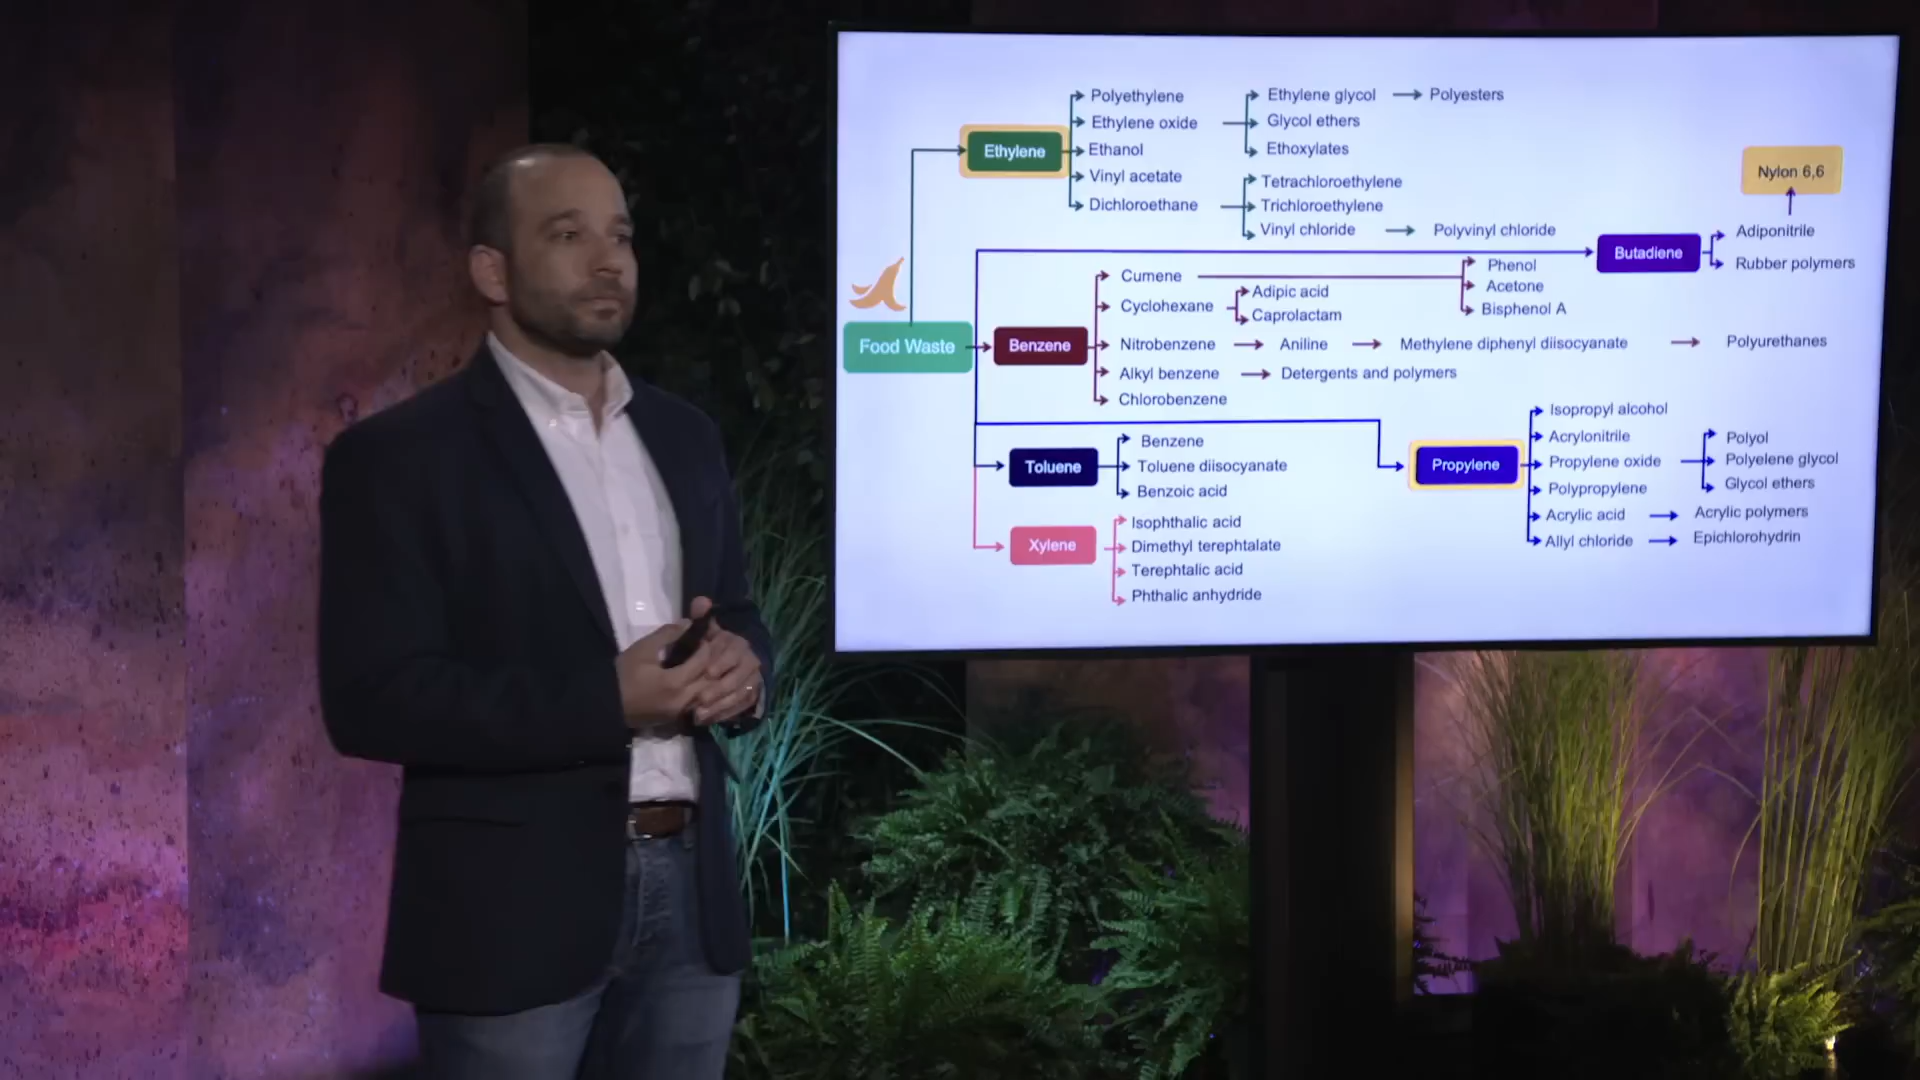 Polyethylene
Ethylene oxide
Ethanol
Vinyl acetate
Dichloroethane
Ethylene
Ethylene glycol
Polyesters
Glycol ethers
Ethoxylates
Tetrachloroethylene
Trichloroethylene
Vinyl chloride
Polyvinyl chloride
Nylon 6,6
Butadiene
Adiponitrile
Rubber polymers
Food Waste
Benzene
Cumene
Phenol
Acetone
Bisphenol A
Cyclohexane
Adipic acid
Caprolactam
Nitrobenzene
Aniline
Methylene diphenyl diisocyanate
Polyurethanes
Alkyl benzene
Detergents and polymers
Chlorobenzene
Toluene
Benzene
Toluene diisocyanate
Benzoic acid
Propylene
Isopropyl alcohol
Acrylonitrile
Propylene oxide
Polyol
Polyelene glycol
Glycol ethers
Polypropylene
Acrylic acid
Acrylic polymers
Allyl chloride
Epichlorohydrin
Xylene
Isophthalic acid
Dimethyl terephtalate
Terephtalic acid
Phthalic anhydride